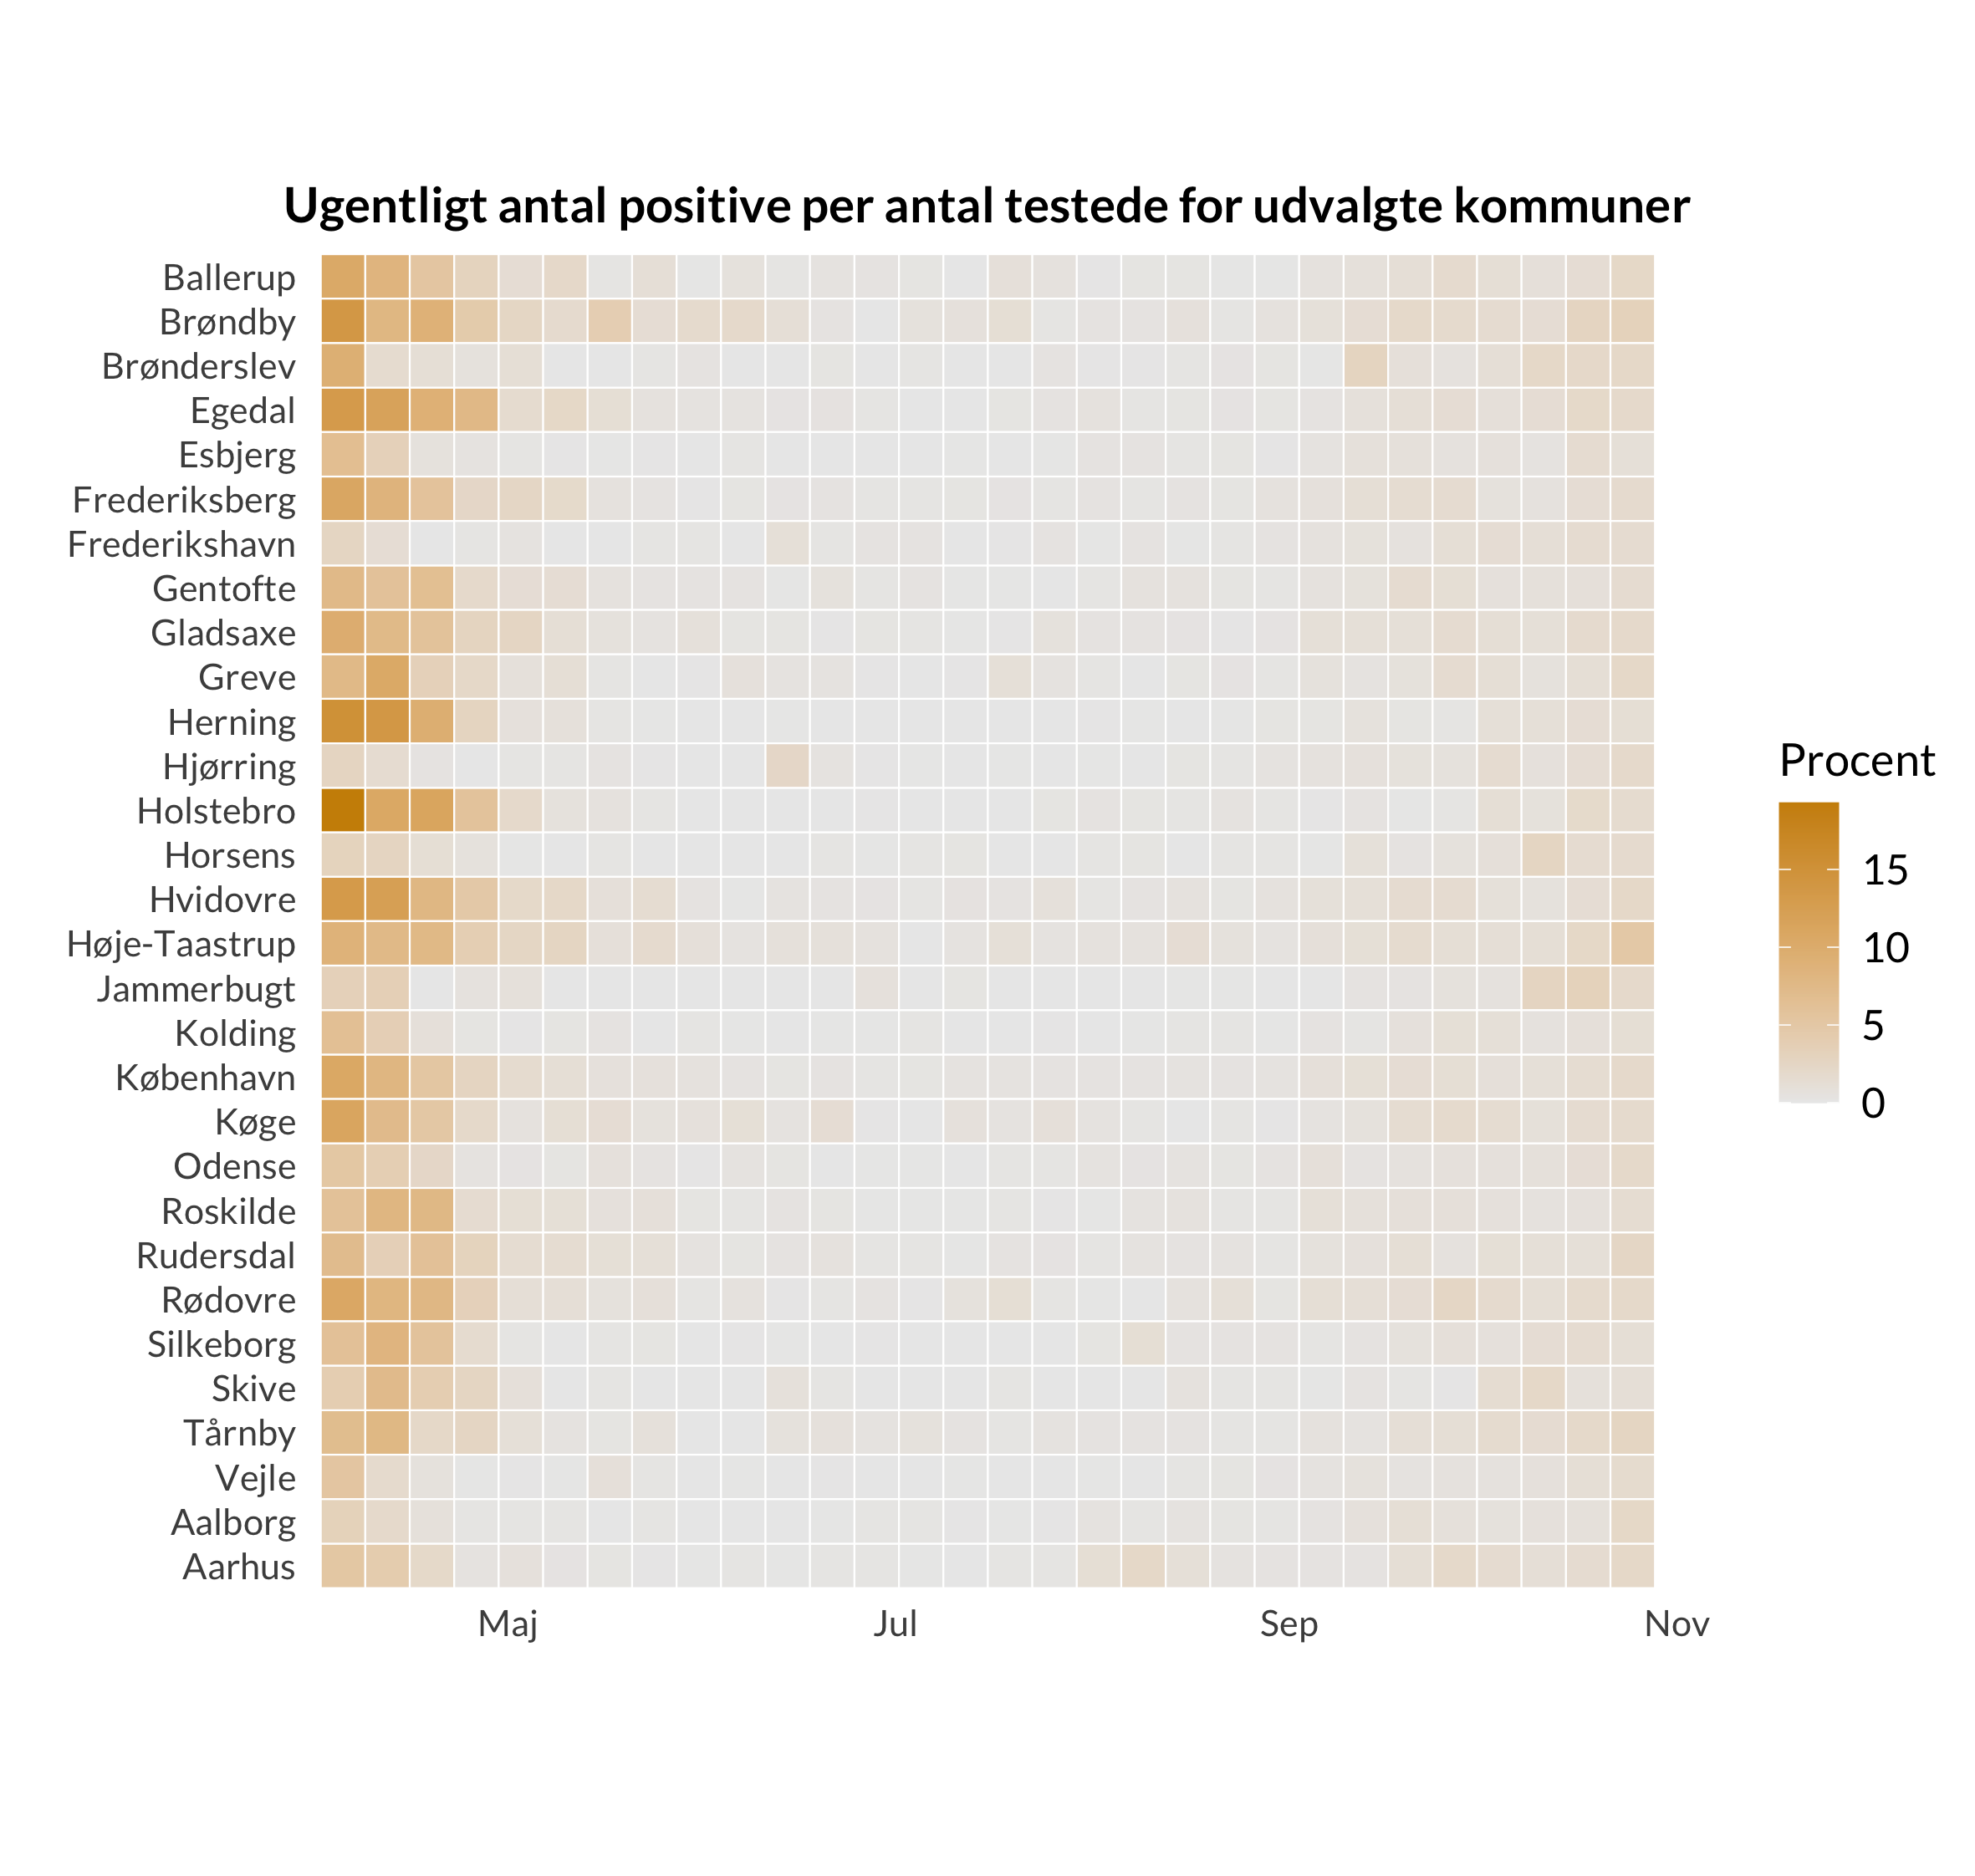 Ugentligt antal positive per antal testede for udvalgte kommuner
Ballerup
Brøndby
Brønderslev
Egedal
Esbjerg
Frederiksberg
Frederikshavn
Gentofte
Gladsaxe
Greve
Herning
Hjørring
Holstebro
Horsens
Hvidovre
Høje-Taastrup
Jammerbugt
Kolding
København
Køge
Odense
Roskilde
Rudersdal
Rødovre
Silkeborg
Skive
Tårnby
Vejle
Aalborg
Aarhus
Maj Jul Sep Nov
Procent
15
10
5
0